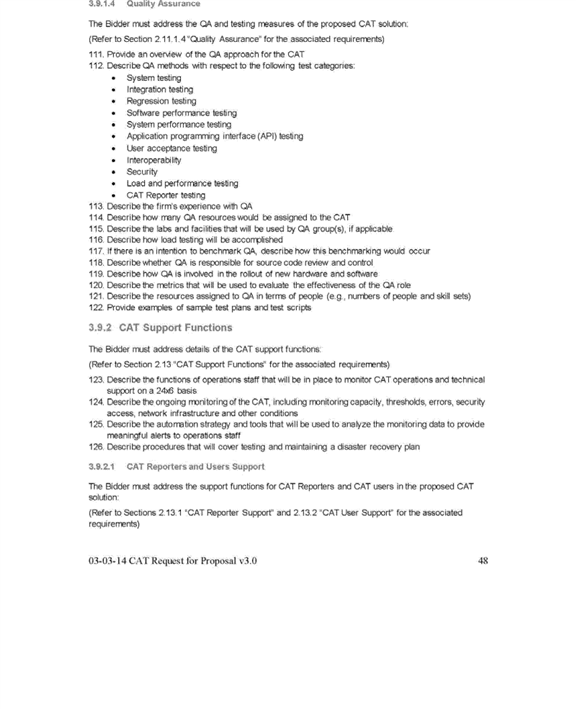 3.9.1.4 Quality Assurance
The Bidder must address the QA and testing measures of the proposed CAT solution:
(Refer to Section 2.11.1.4 "Quality Assurance" for the associated requirements)
111. Provide an overview of the QA approach for the CAT
112. Describe QA methods with respect to the following test categories:
• System testing
• Integration testing
• Regression testing
• Software performance testing
• System performance testing
• Application programming interface (API) testing
• User acceptance testing
• Interoperability
• Security
• Load and performance testing
• CAT Reporter testing
113. Describe the firm's experience with QA
114. Describe how many QA resources would be assigned to the CAT
115. Describe the labs and facilities that will be used by QA group(s), if applicable
116. Describe how load testing will be accomplished
117. If there is an intention to benchmark QA, describe how this benchmarking would occur
118. Describe whether QA is responsible for source code review and control
119. Describe how QA is involved in the rollout of new hardware and software
120. Describe the metrics that will be used to evaluate the effectiveness of the QA role
121. Describe the resources assigned to QA in terms of people (e.g., numbers of people and skill sets)
122. Provide examples of sample test plans and test scripts
3.9.2 CAT Support Functions
The Bidder must address details of the CAT support functions:
(Refer to Section 2.13 "CAT Support Functions" for the associated requirements)
123. Describe the functions of operations staff that will be in place to monitor CAT operations and technical
support on a 24x6 basis
124. Describe the ongoing monitoring of the CAT, including monitoring capacity, thresholds, errors, security
access, network infrastructure and other conditions
125. Describe the automation strategy and tools that will be used to analyze the monitoring data to provide
meaningful alerts to operations staff
126. Describe procedures that will cover testing and maintaining a disaster recovery plan
3.9.2.1 CAT Reporters and Users Support
The Bidder must address the support functions for CAT Reporters and CAT users in the proposed CAT
solution:
(Refer to Sections 2.13.1 "CAT Reporter Support" and 2.13.2 "CAT User Support" for the associated
requirements)
03-03-14 CAT Request for Proposal v3.0 48